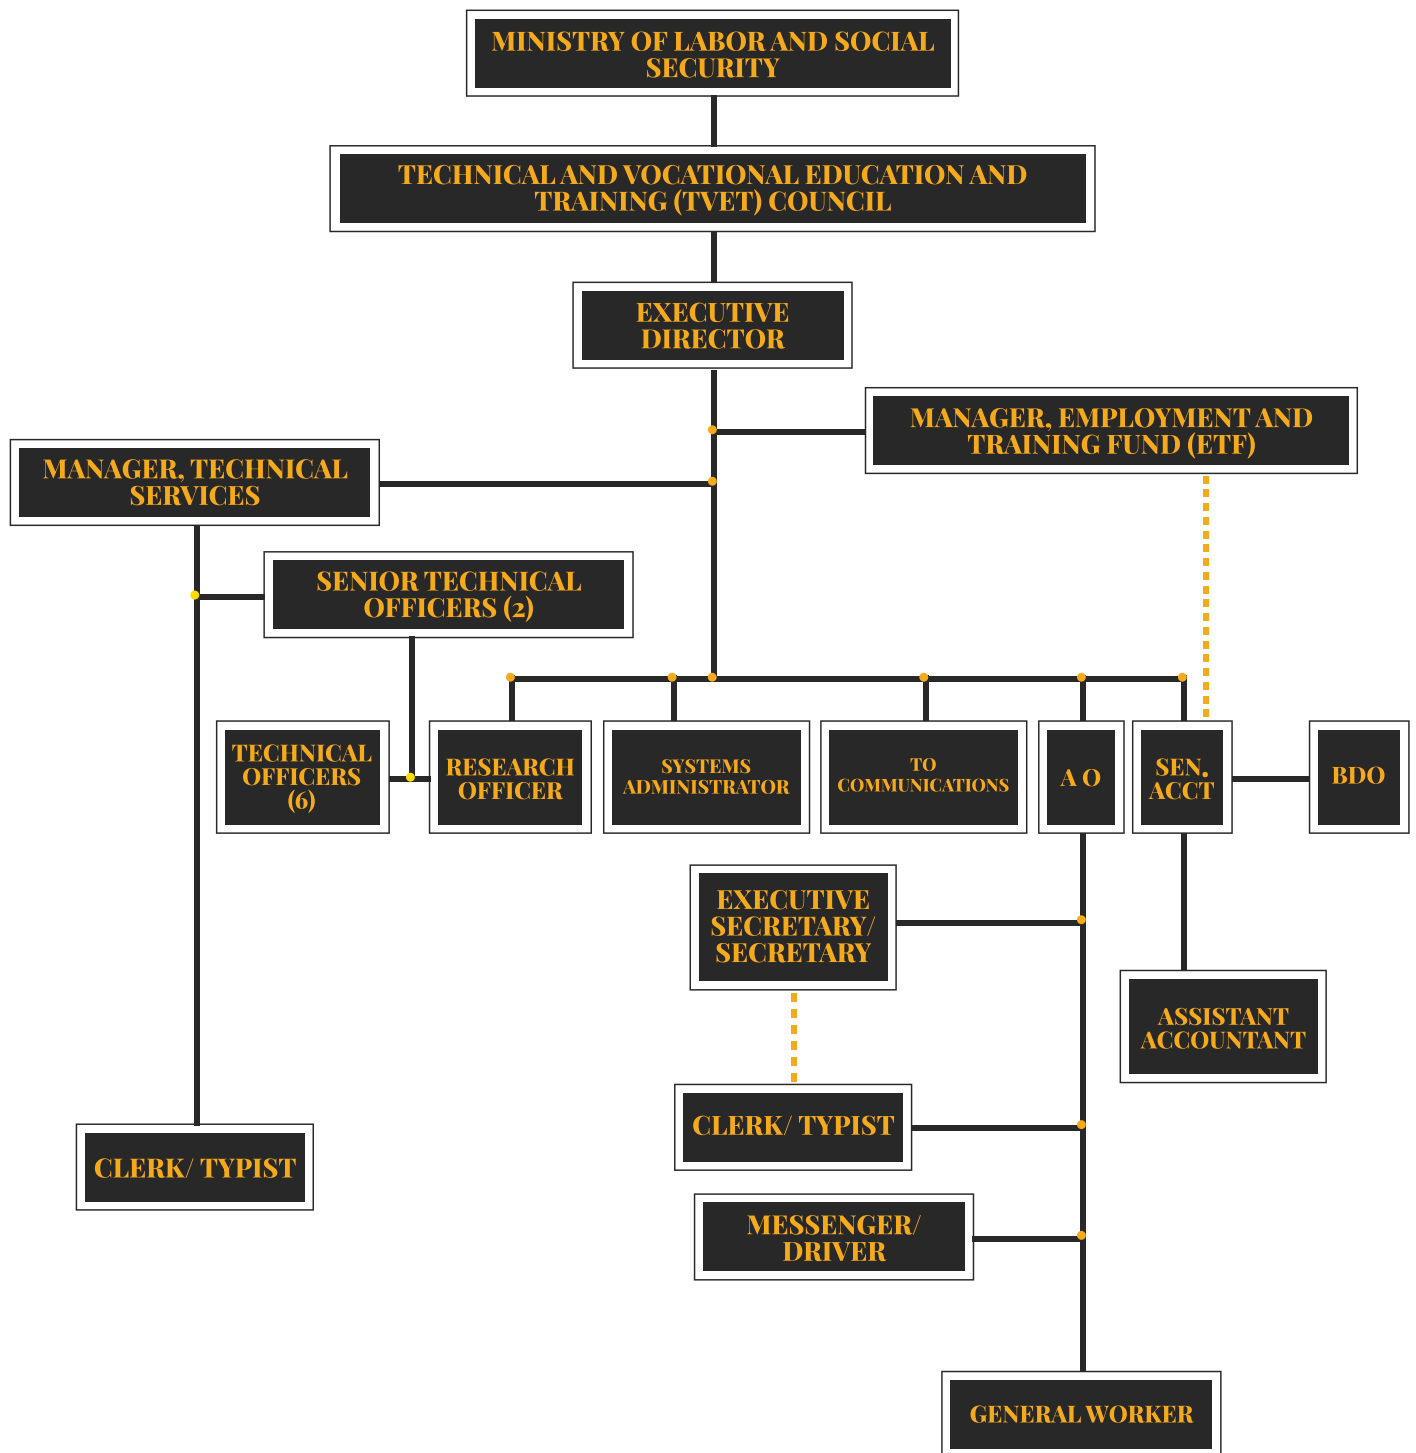 MINISTRY OF LABOR AND SOCIAL
SECURITY
TECHNICAL AND VOCATIONAL EDUCATION AND
TRAINING (TVET) COUNCIL
EXECUTIVE
DIRECTOR
MANAGER, EMPLOYMENT AND
TRAINING FUND (ETF)
MANAGER, TECHNICAL
SERVICES
SENIOR TECHNICAL
OFFICERS (2)
TECHNICAL
OFFICERS
(6)
RESEARCH
OFFICER
SYSTEMS
ADMINISTRATOR
TO
COMMUNICATIONS
A O
SEN.
ACCT
BDO
EXECUTIVE
SECRETARY/
SECRETARY
ASSISTANT
ACCOUNTANT
CLERK/ TYPIST
CLERK/ TYPIST
MESSENGER/
DRIVER
GENERAL WORKER